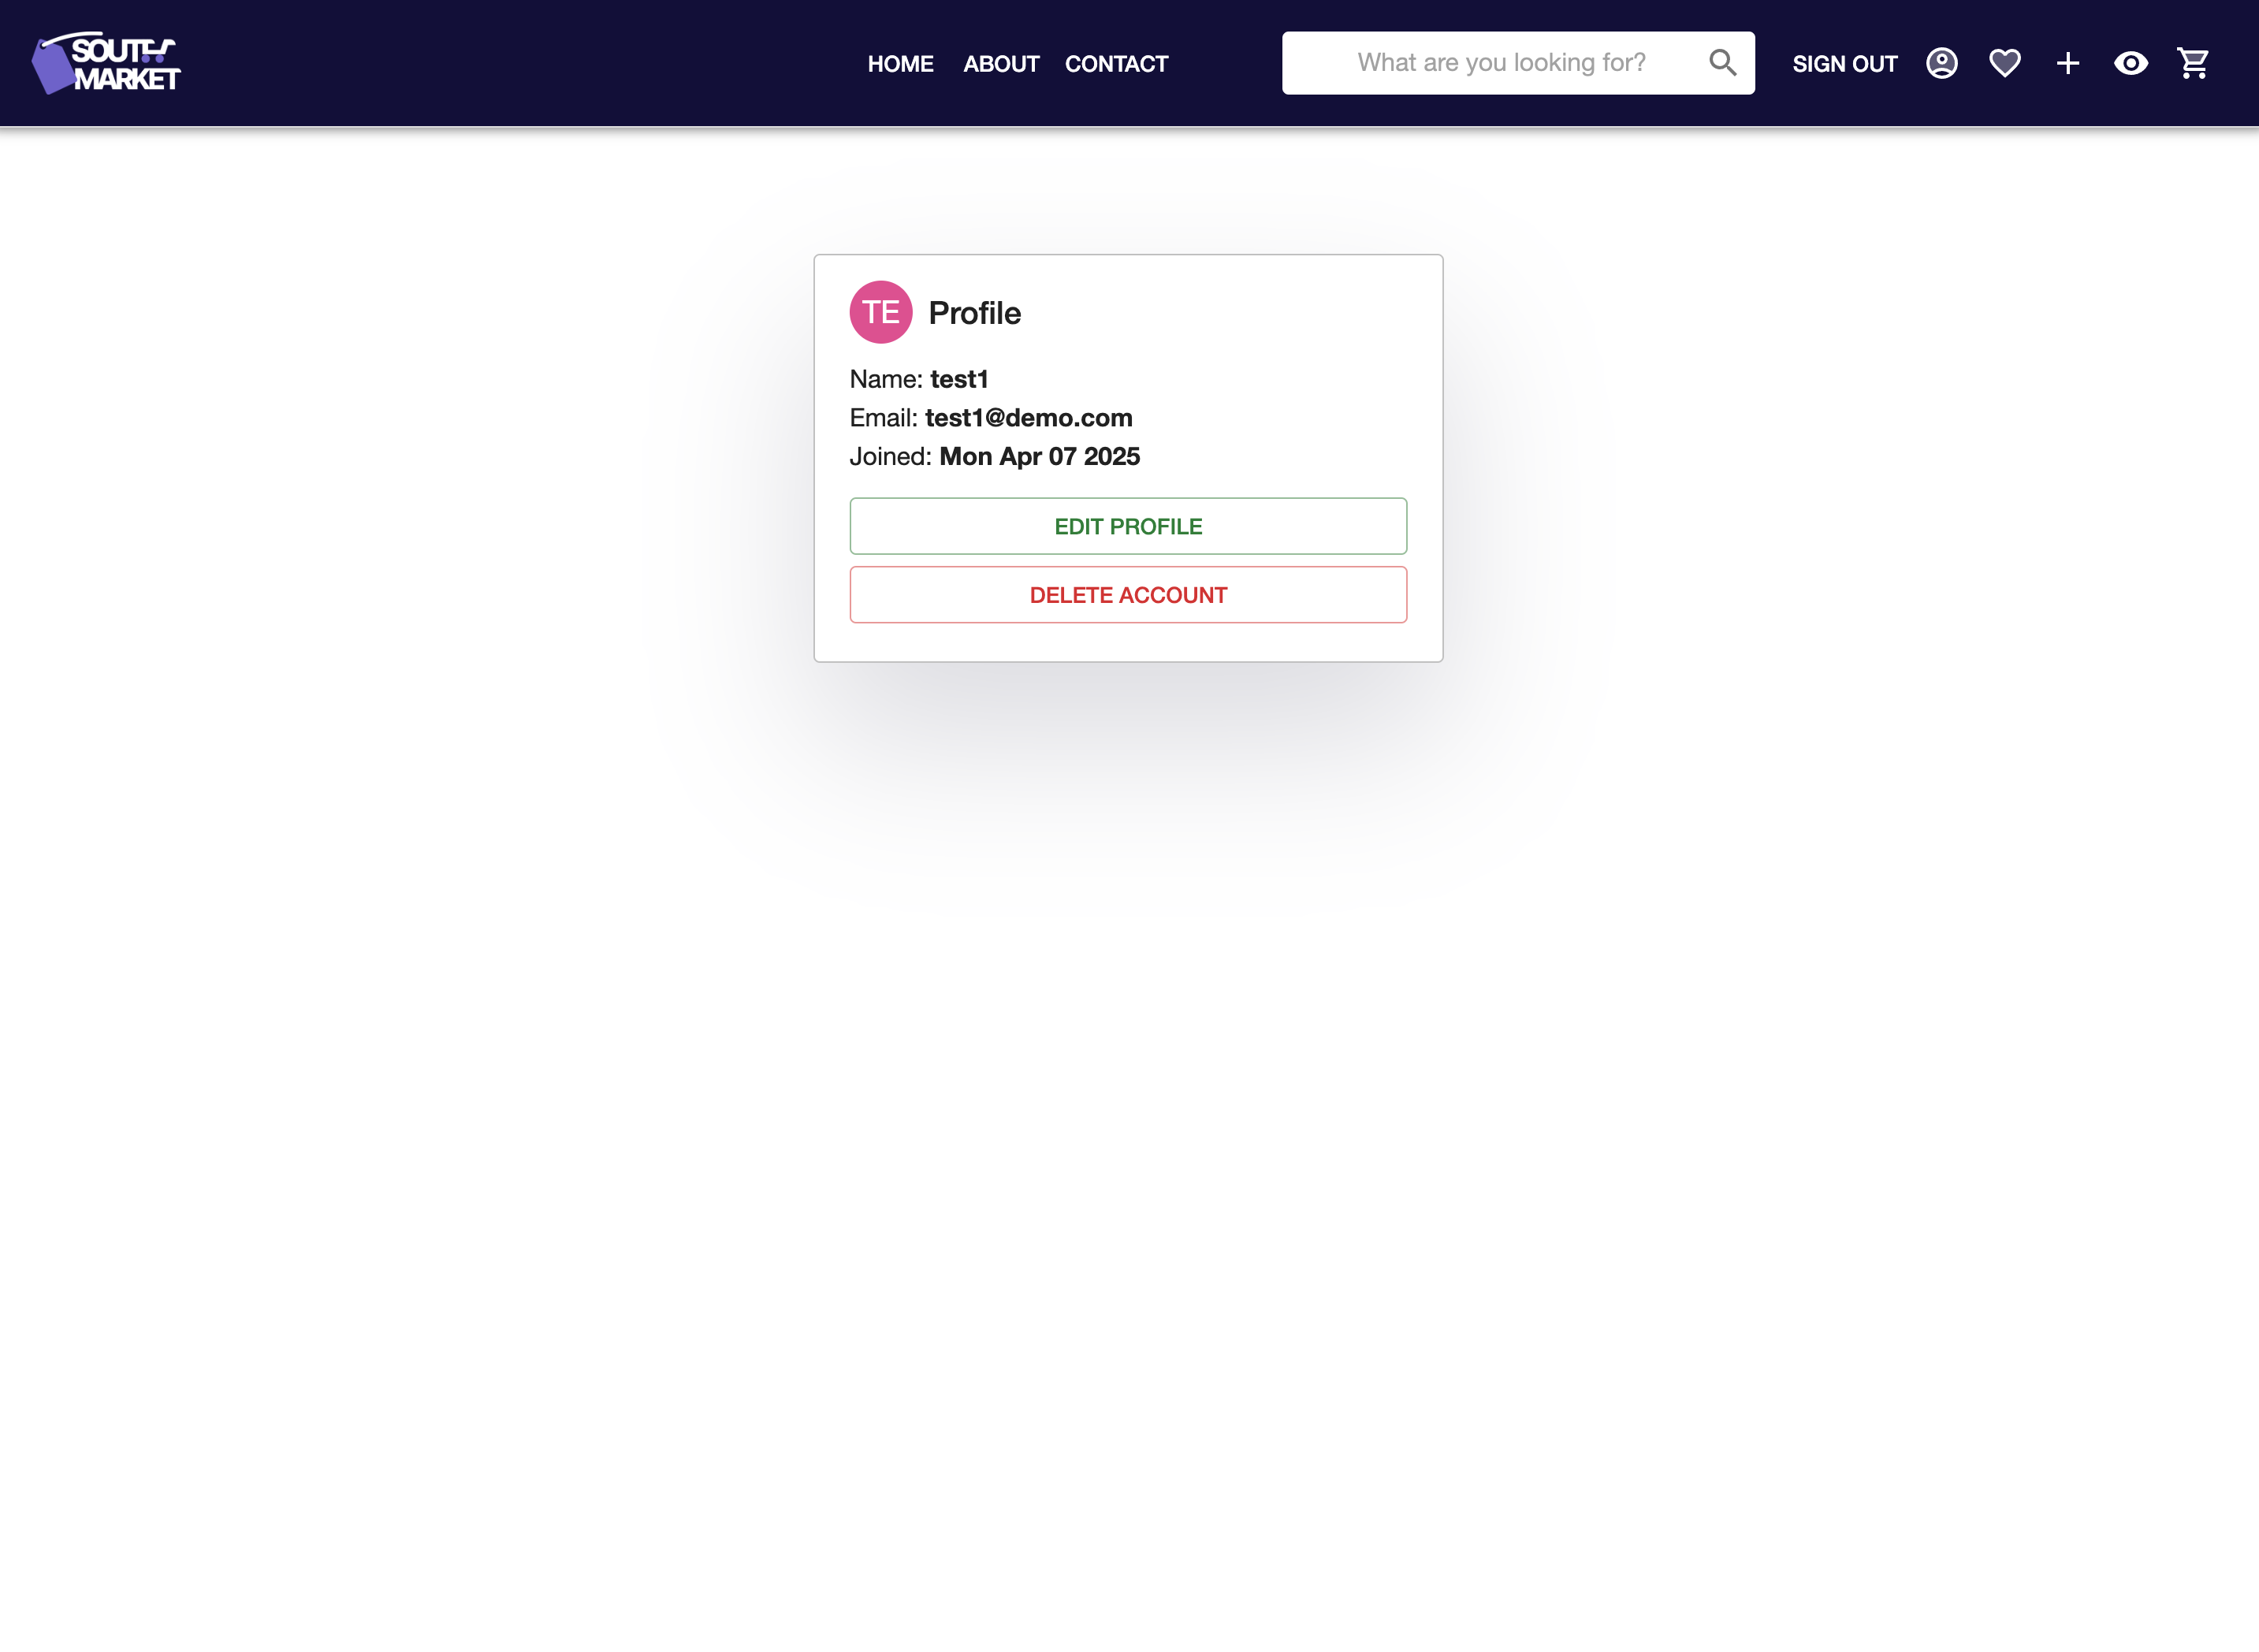 SOUTH
MARKET
HOME
ABOUT
CONTACT
What are you looking for?
SIGN OUT
TE
Profile
Name: test1
Email: test1@demo.com
Joined: Mon Apr 07 2025
EDIT PROFILE
DELETE ACCOUNT